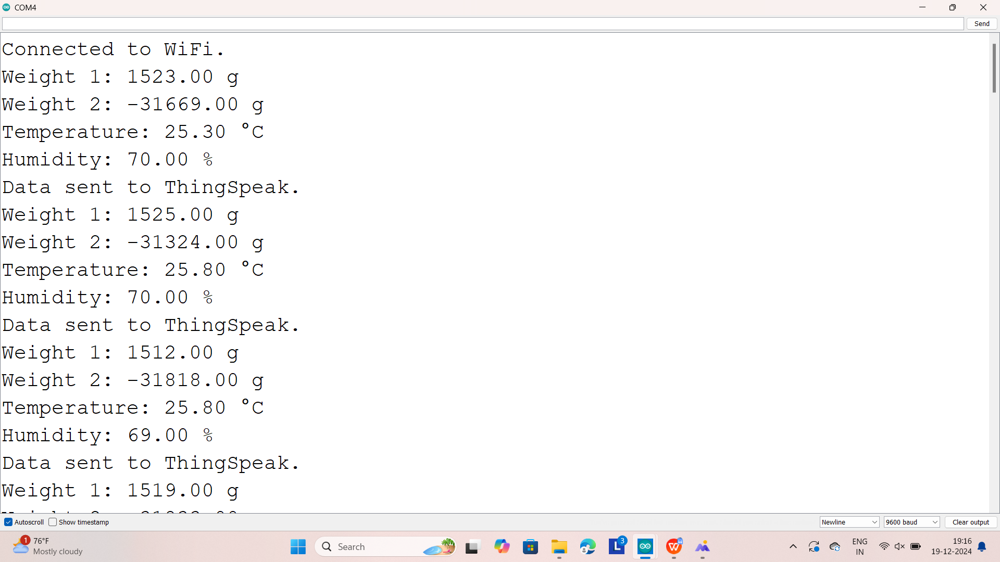 COM4
Send
Connected to WiFi.
Weight 1: 1523.00 g
Weight 2: -31669.00 g
Temperature: 25.30 °C
Humidity: 70.00 %
Data sent to ThingSpeak.
Weight 1: 1525.00 g
Weight 2: -31324.00 g
Temperature: 25.80 °C
Humidity: 70.00 %
Data sent to ThingSpeak.
Weight 1: 1512.00 g
Weight 2: -31818.00 g
Temperature: 25.80 °C
Humidity: 69.00 %
Data sent to ThingSpeak.
Weight 1: 1519.00 g
Autoscroll Show timestamp Newline 9600 baud Clear output
1 76°F
Mostly cloudy
Search
L 3
W
ENG
IN
19:16
19-12-2024